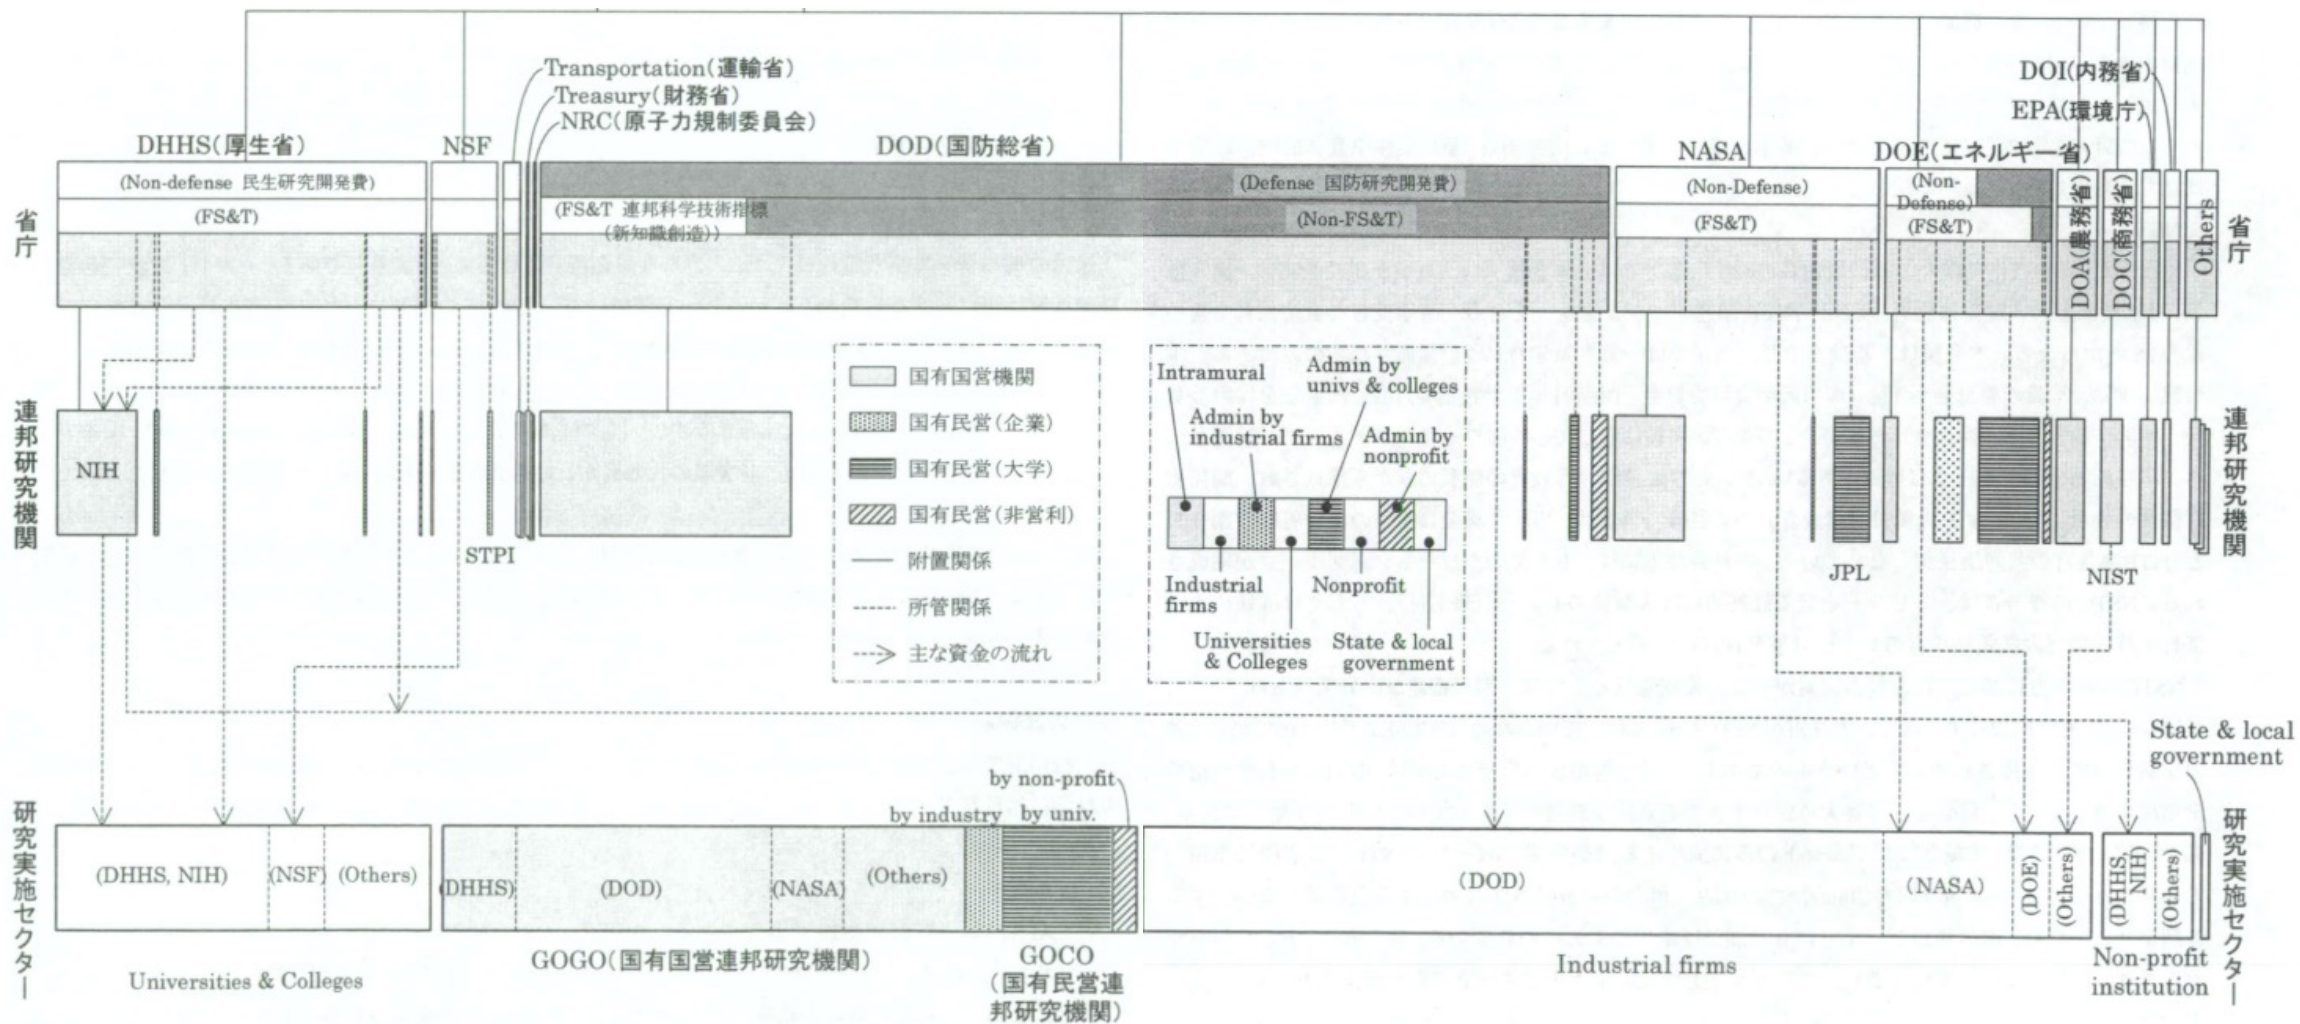 Transportation(運輸省)
Treasury(財務省)
NRC(原子力規制委員会)
DOI(内務省)
EPA(環境庁)
DHHS(厚生省)
NSF
DOD(国防総省)
NASA
DOE(エネルギー省)
省庁
(Non-defense 民生研究開発費)
(FS&T)
(Defense 国防研究開発費)
(FS&T 連邦科学技術指標
(新知識創造))
(Non-FS&T)
(Non-Defense)
(FS&T)
(Non-
Defense)
(FS&T)
DOA(農務省)
DOC(商務省)
Others
省庁
連邦研究機関
NIH
STPI
国有国営機関
国有民営(企業)
国有民営(大学)
国有民営(非営利)
附置関係
所管関係
主な資金の流れ
Intramural
Admin by
univs & colleges
Admin by
industrial firms
Admin by
nonprofit
Industrial
firms
Nonprofit
Universities
& Colleges
State & local
government
JPL
NIST
連邦研究機関
State & local
government
by non-profit
by industry
by univ.
研究実施セクター
(DHHS, NIH)
(NSF)
(Others)
(DHHS)
(DOD)
(NASA)
(Others)
(DOD)
(NASA)
(DOE)
(Others)
(DHHS,
NIH)
(Others)
研究実施セクター
Universities & Colleges
GOGO(国有国営連邦研究機関)
GOCO
(国有民営連
邦研究機関)
Industrial firms
Non-profit
institution